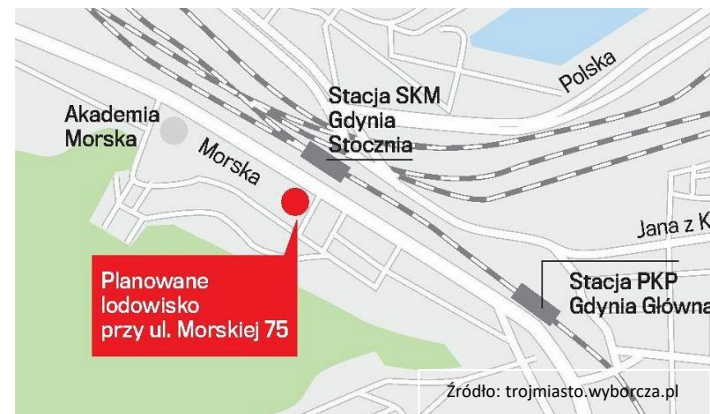 Polska
Stacja SKM
Gdynia
Stocznia
Akademia
Morska
Morska
Jana z K
Planowane
lodowisko
przy ul. Morskiej 75
Stacja PKP
Gdynia Główna
Źródło: trojmiasto.wyborcza.pl